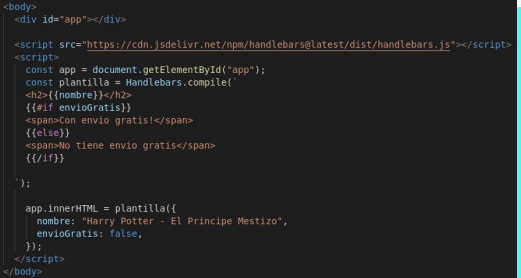 <body>
<div id="app"></div>
<script src="https://cdn.jsdelivr.net/npm/handlebars@latest/dist/handlebars.js"></script>
<script>
const app = document.getElementById("app");
const plantilla = Handlebars.compile(`
<h2>{{nombre}}</h2>
{{#if envioGratis}}
<span>Con envio gratis!</span>
{{else}}
<span>No tiene envio gratis</span>
{{/if}}
`);
app.innerHTML = plantilla({
nombre: "Harry Potter - El Principe Mestizo",
envioGratis: false,
});
</script>
</body>